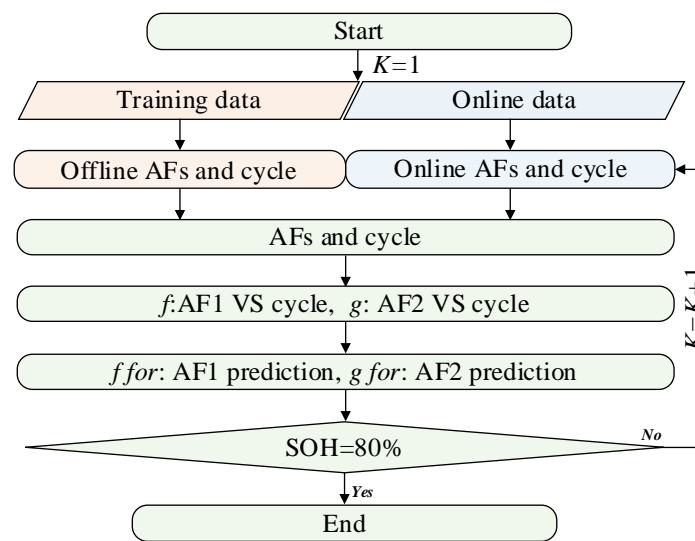 Start
K=1
Training data
Online data
Offline AFs and cycle
Online AFs and cycle
AFs and cycle
f:AF1 VS cycle, g: AF2 VS cycle
K=K+1
f for: AF1 prediction, g for: AF2 prediction
SOH=80%
No
Yes
End